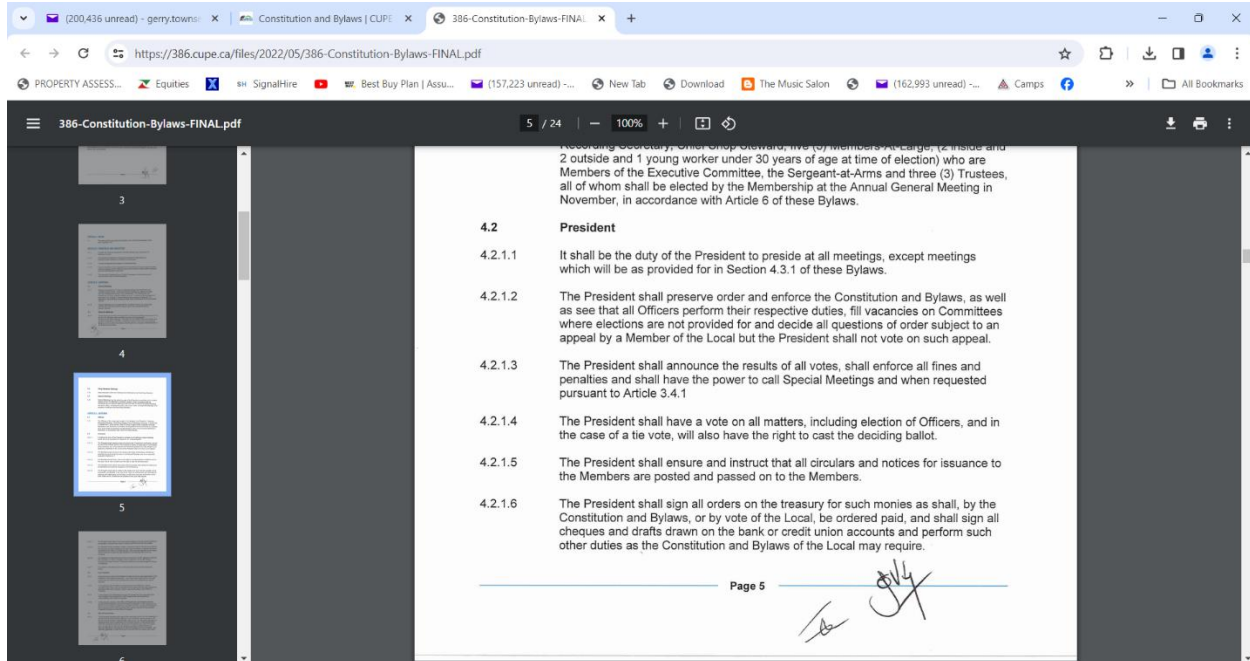 (200,436 unread) - gerry.towns
Constitution and Bylaws | CUPE
386-Constitution-Bylaws-FINAL
https://386.cupe.ca/files/2022/05/386-Constitution-Bylaws-FINAL.pdf
PROPERTY ASSESS... Equities SignalHire Best Buy Plan | Assu... (157,223 unread) -... New Tab Download The Music Salon (162,993 unread) -... Camps » All Bookmarks
386-Constitution-Bylaws-FINAL.pdf 5 / 24 | — 100% +
3
4
5
6
Recording Secretary, Chief Shop Steward, five (5) Members-At-Large, (2 inside and
2 outside and 1 young worker under 30 years of age at time of election) who are
Members of the Executive Committee, the Sergeant-at-Arms and three (3) Trustees,
all of whom shall be elected by the Membership at the Annual General Meeting in
November, in accordance with Article 6 of these Bylaws.
4.2 President
4.2.1.1 It shall be the duty of the President to preside at all meetings, except meetings
which will be as provided for in Section 4.3.1 of these Bylaws.
4.2.1.2 The President shall preserve order and enforce the Constitution and Bylaws, as well
as see that all Officers perform their respective duties, fill vacancies on Committees
where elections are not provided for and decide all questions of order subject to an
appeal by a Member of the Local but the President shall not vote on such appeal.
4.2.1.3 The President shall announce the results of all votes, shall enforce all fines and
penalties and shall have the power to call Special Meetings and when requested
pursuant to Article 3.4.1
4.2.1.4 The President shall have a vote on all matters, including election of Officers, and in
the case of a tie vote, will also have the right to cast the deciding ballot.
4.2.1.5 The President shall ensure and instruct that all circulars and notices for issuance to
the Members are posted and passed on to the Members.
4.2.1.6 The President shall sign all orders on the treasury for such monies as shall, by the
Constitution and Bylaws, or by vote of the Local, be ordered paid, and shall sign all
cheques and drafts drawn on the bank or credit union accounts and perform such
other duties as the Constitution and Bylaws of the Local may require.
Page 5